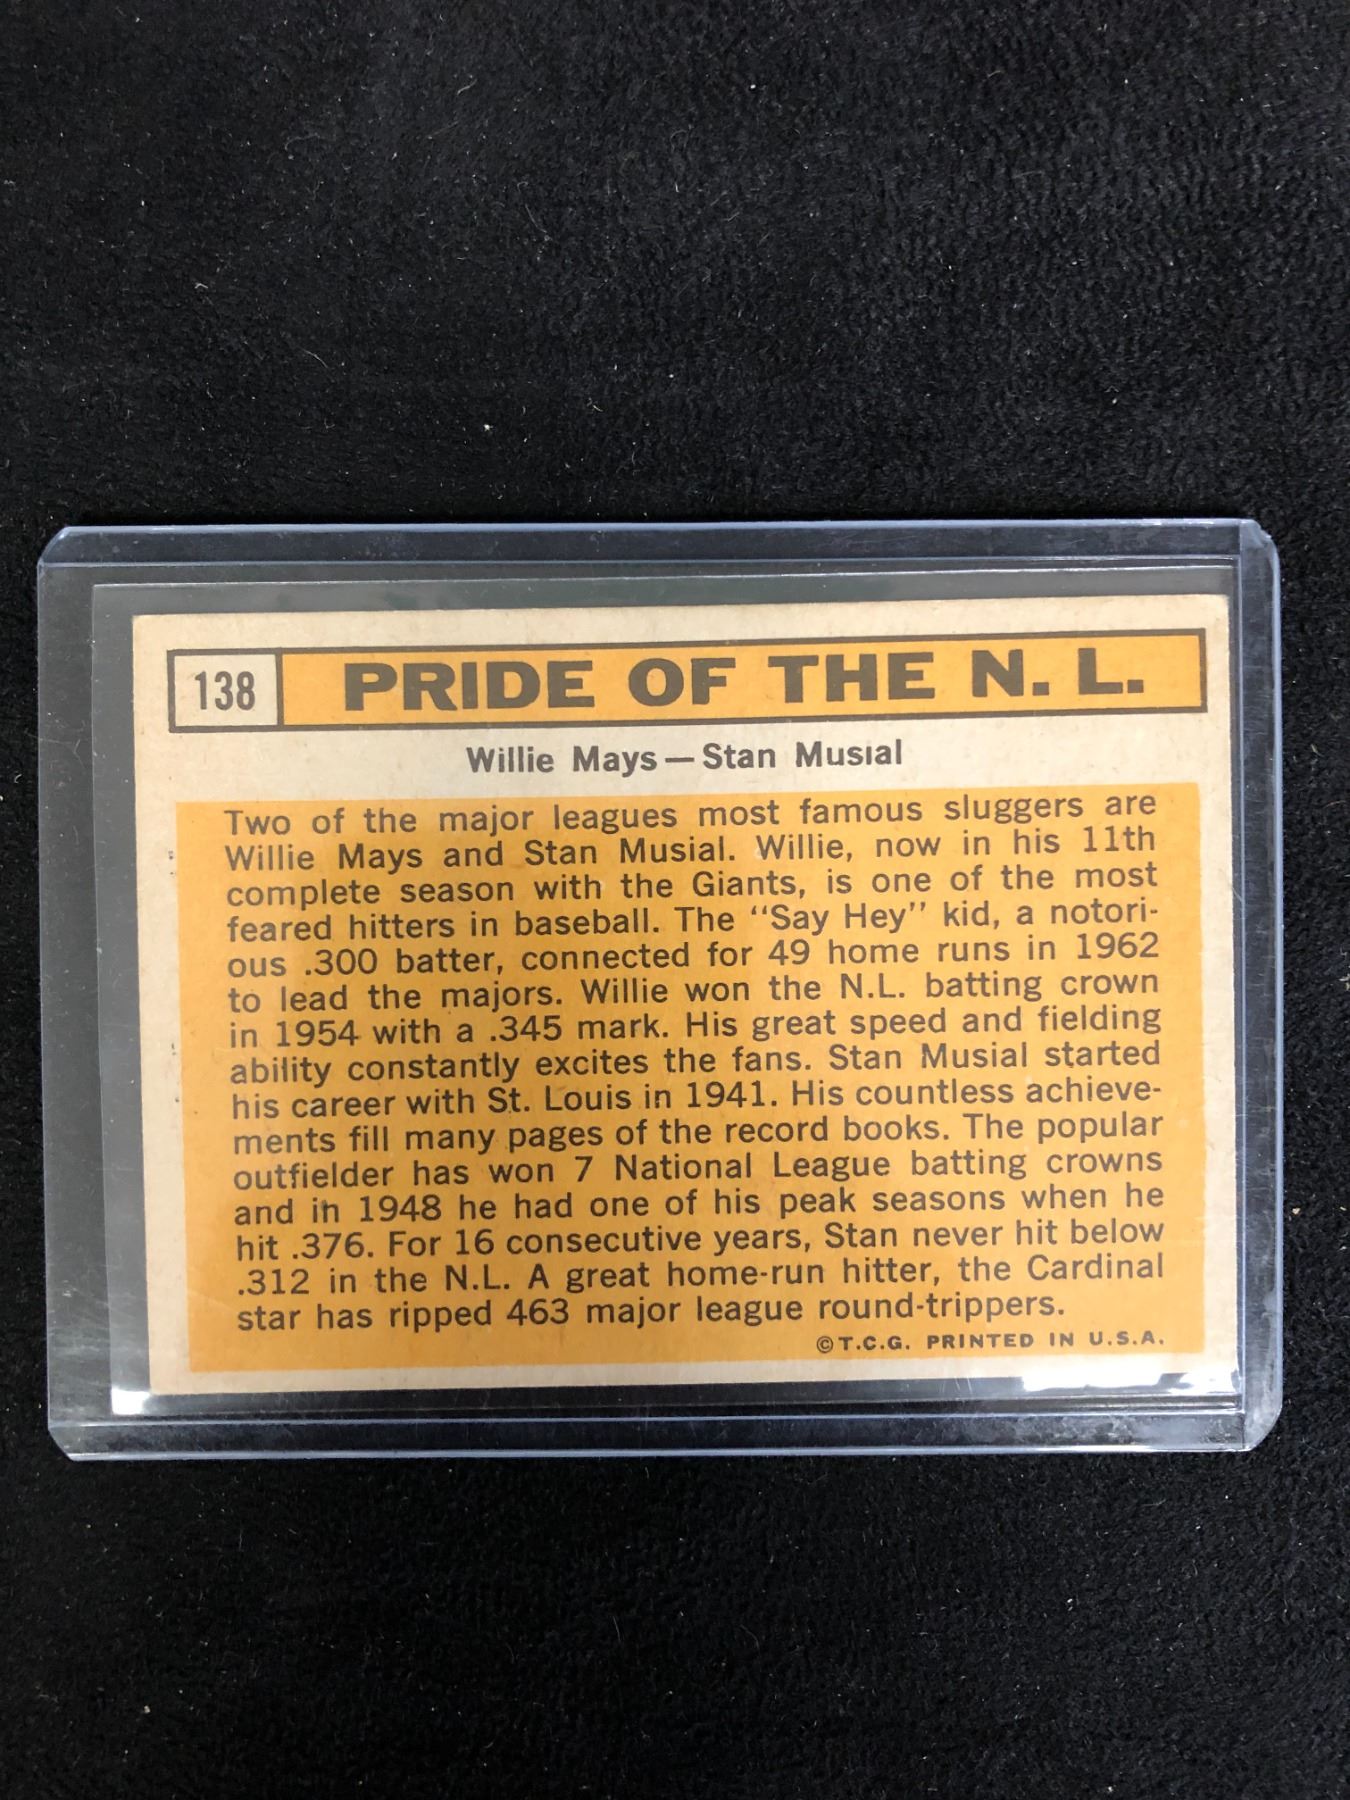 138 PRIDE OF THE N. L.
Willie Mays — Stan Musial
Two of the major leagues most famous sluggers are
Willie Mays and Stan Musial. Willie, now in his 11th
complete season with the Giants, is one of the most
feared hitters in baseball. The "Say Hey" kid, a notori-
ous .300 batter, connected for 49 home runs in 1962
to lead the majors. Willie won the N.L. batting crown
in 1954 with a .345 mark. His great speed and fielding
ability constantly excites the fans. Stan Musial started
his career with St. Louis in 1941. His countless achieve-
ments fill many pages of the record books. The popular
outfielder has won 7 National League batting crowns
and in 1948 he had one of his peak seasons when he
hit .376. For 16 consecutive years, Stan never hit below
.312 in the N.L. A great home-run hitter, the Cardinal
star has ripped 463 major league round-trippers.
© T.C.G. PRINTED IN U.S.A.